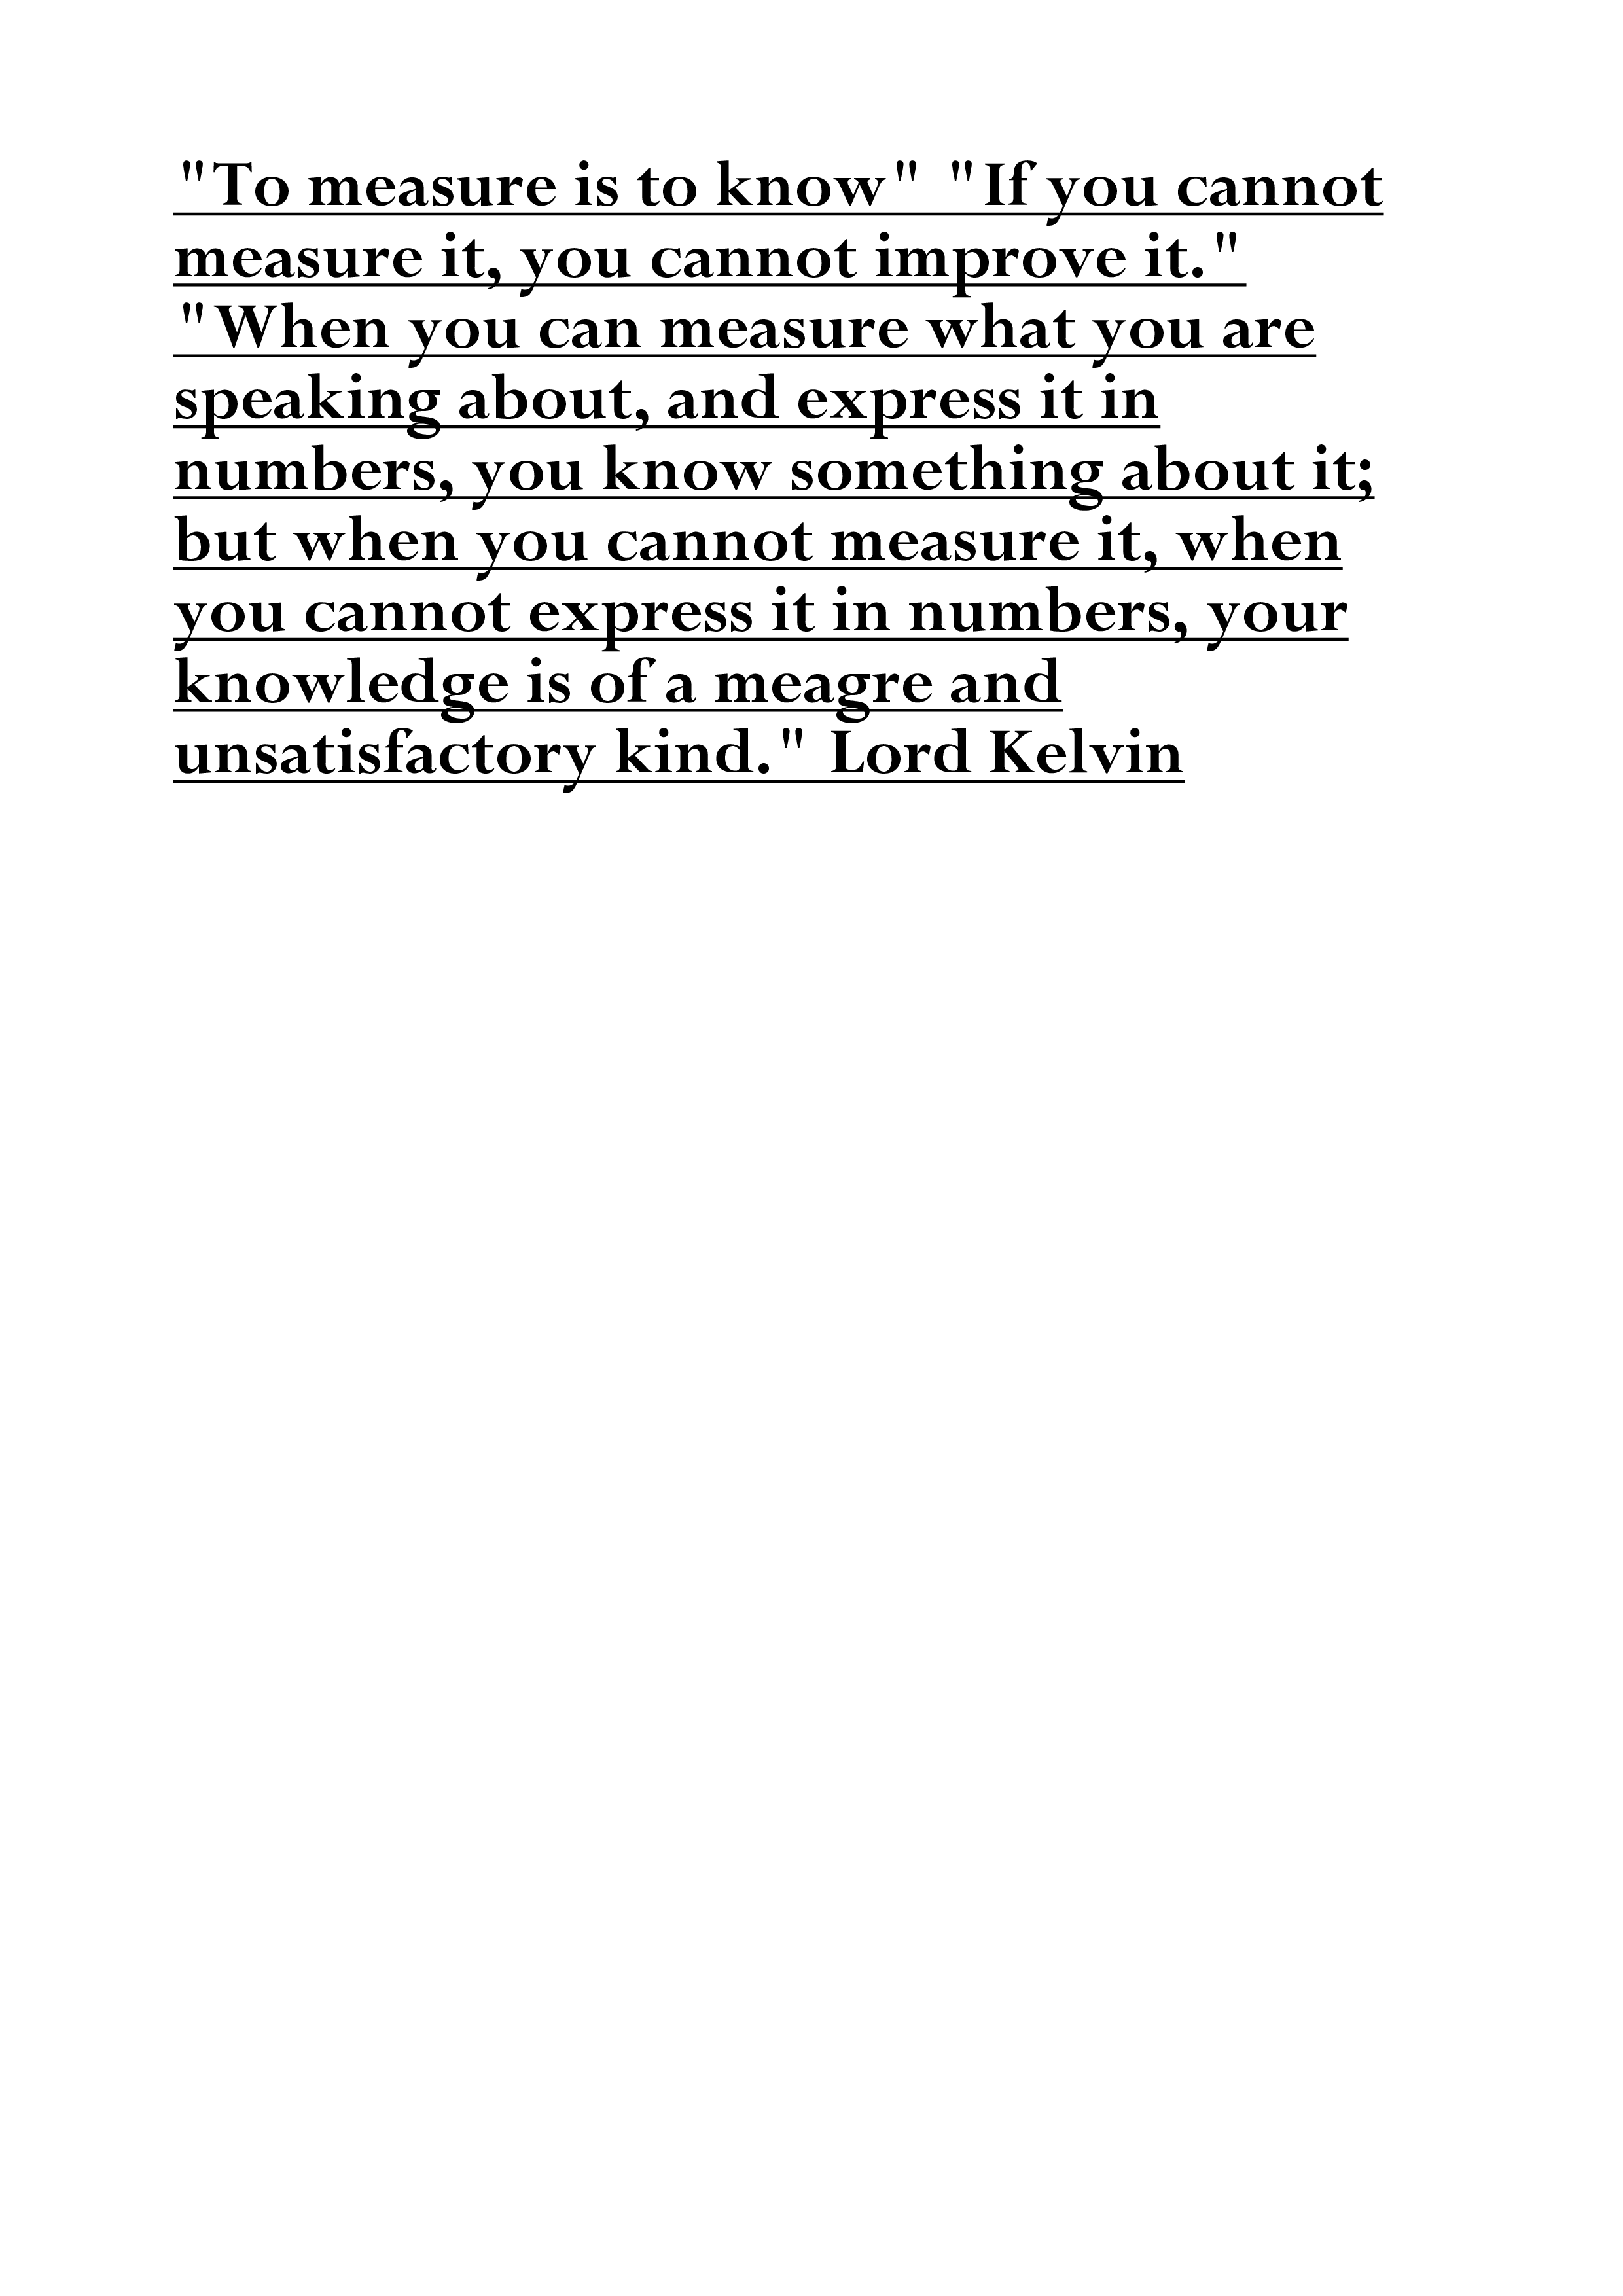 "To measure is to know" "If you cannot
measure it, you cannot improve it."
"When you can measure what you are
speaking about, and express it in
numbers, you know something about it;
but when you cannot measure it, when
you cannot express it in numbers, your
knowledge is of a meagre and
unsatisfactory kind." Lord Kelvin